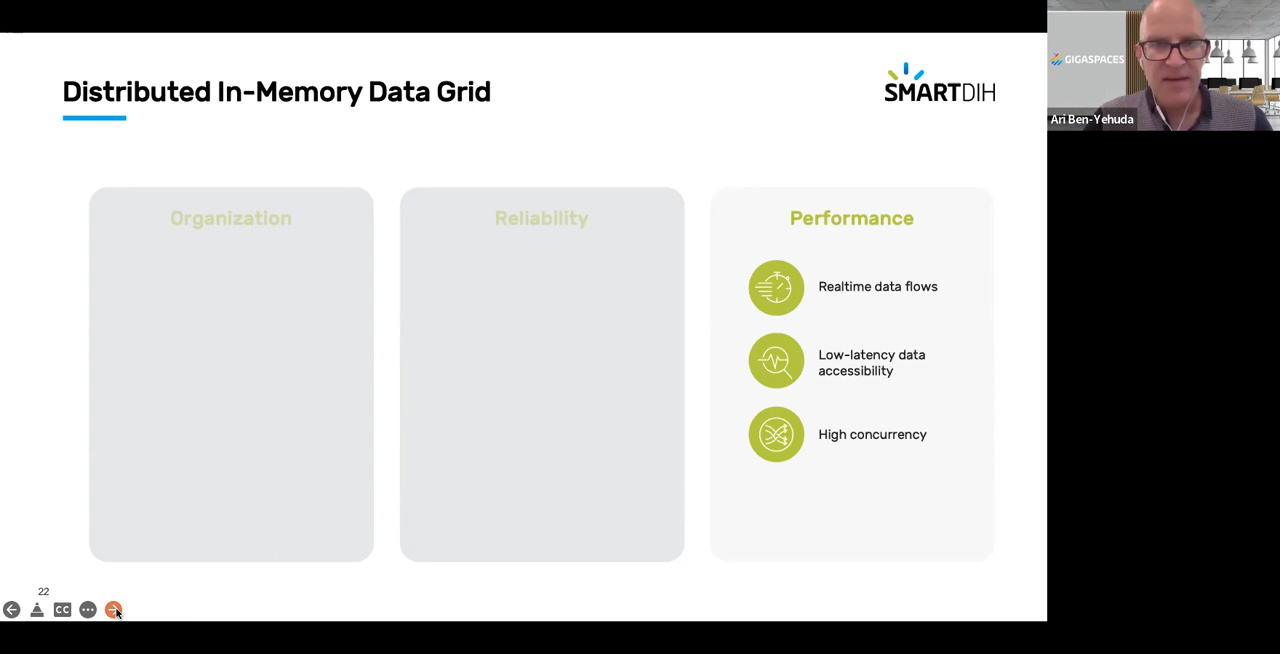 Distributed In-Memory Data Grid
SMARTDIH
GIGASPACES
Ari Ben-Yehuda
Organization
Reliability
Performance
Realtime data flows
Low-latency data
accessibility
High concurrency
22
CC